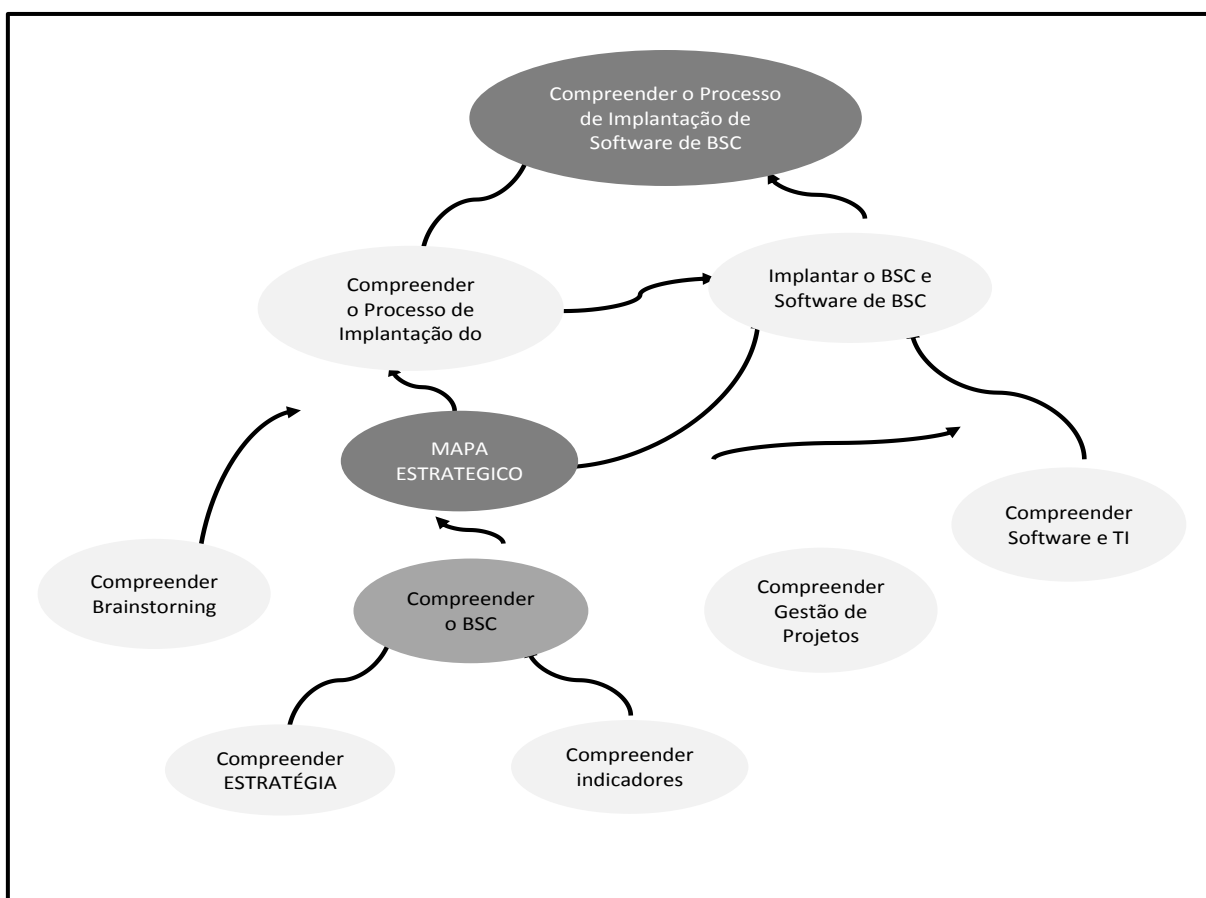 Compreender o Processo
de Implantação de
Software de BSC
Compreender
o Processo de
Implantação do
Implantar o BSC e
Software de BSC
MAPA
ESTRATEGICO
Compreender
Software e TI
Compreender
Brainstorning
Compreender
o BSC
Compreender
Gestão de
Projetos
Compreender
ESTRATÉGIA
Compreender
indicadores